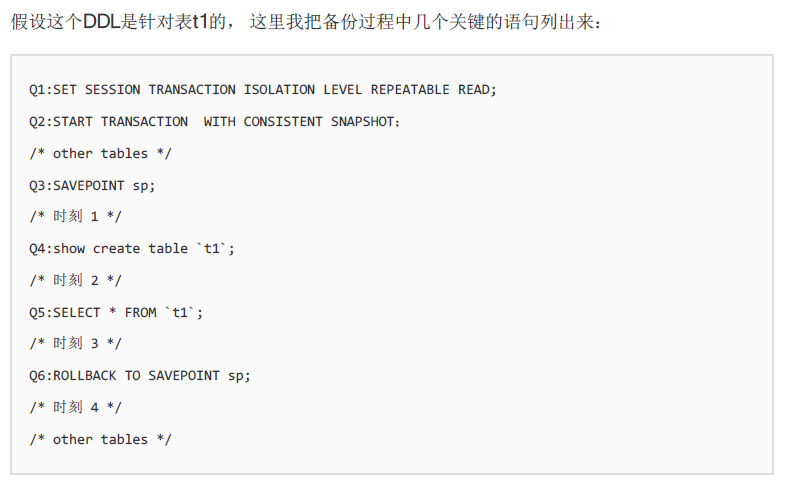 假设这个DDL是针对表t1的， 这里我把备份过程中几个关键的语句列出来：
Q1:SET SESSION TRANSACTION ISOLATION LEVEL REPEATABLE READ;
Q2:START TRANSACTION  WITH CONSISTENT SNAPSHOT；
/* other tables */
Q3:SAVEPOINT sp;
/* 时刻 1 */
Q4:show create table `t1`;
/* 时刻 2 */
Q5:SELECT * FROM `t1`;
/* 时刻 3 */
Q6:ROLLBACK TO SAVEPOINT sp;
/* 时刻 4 */
/* other tables */